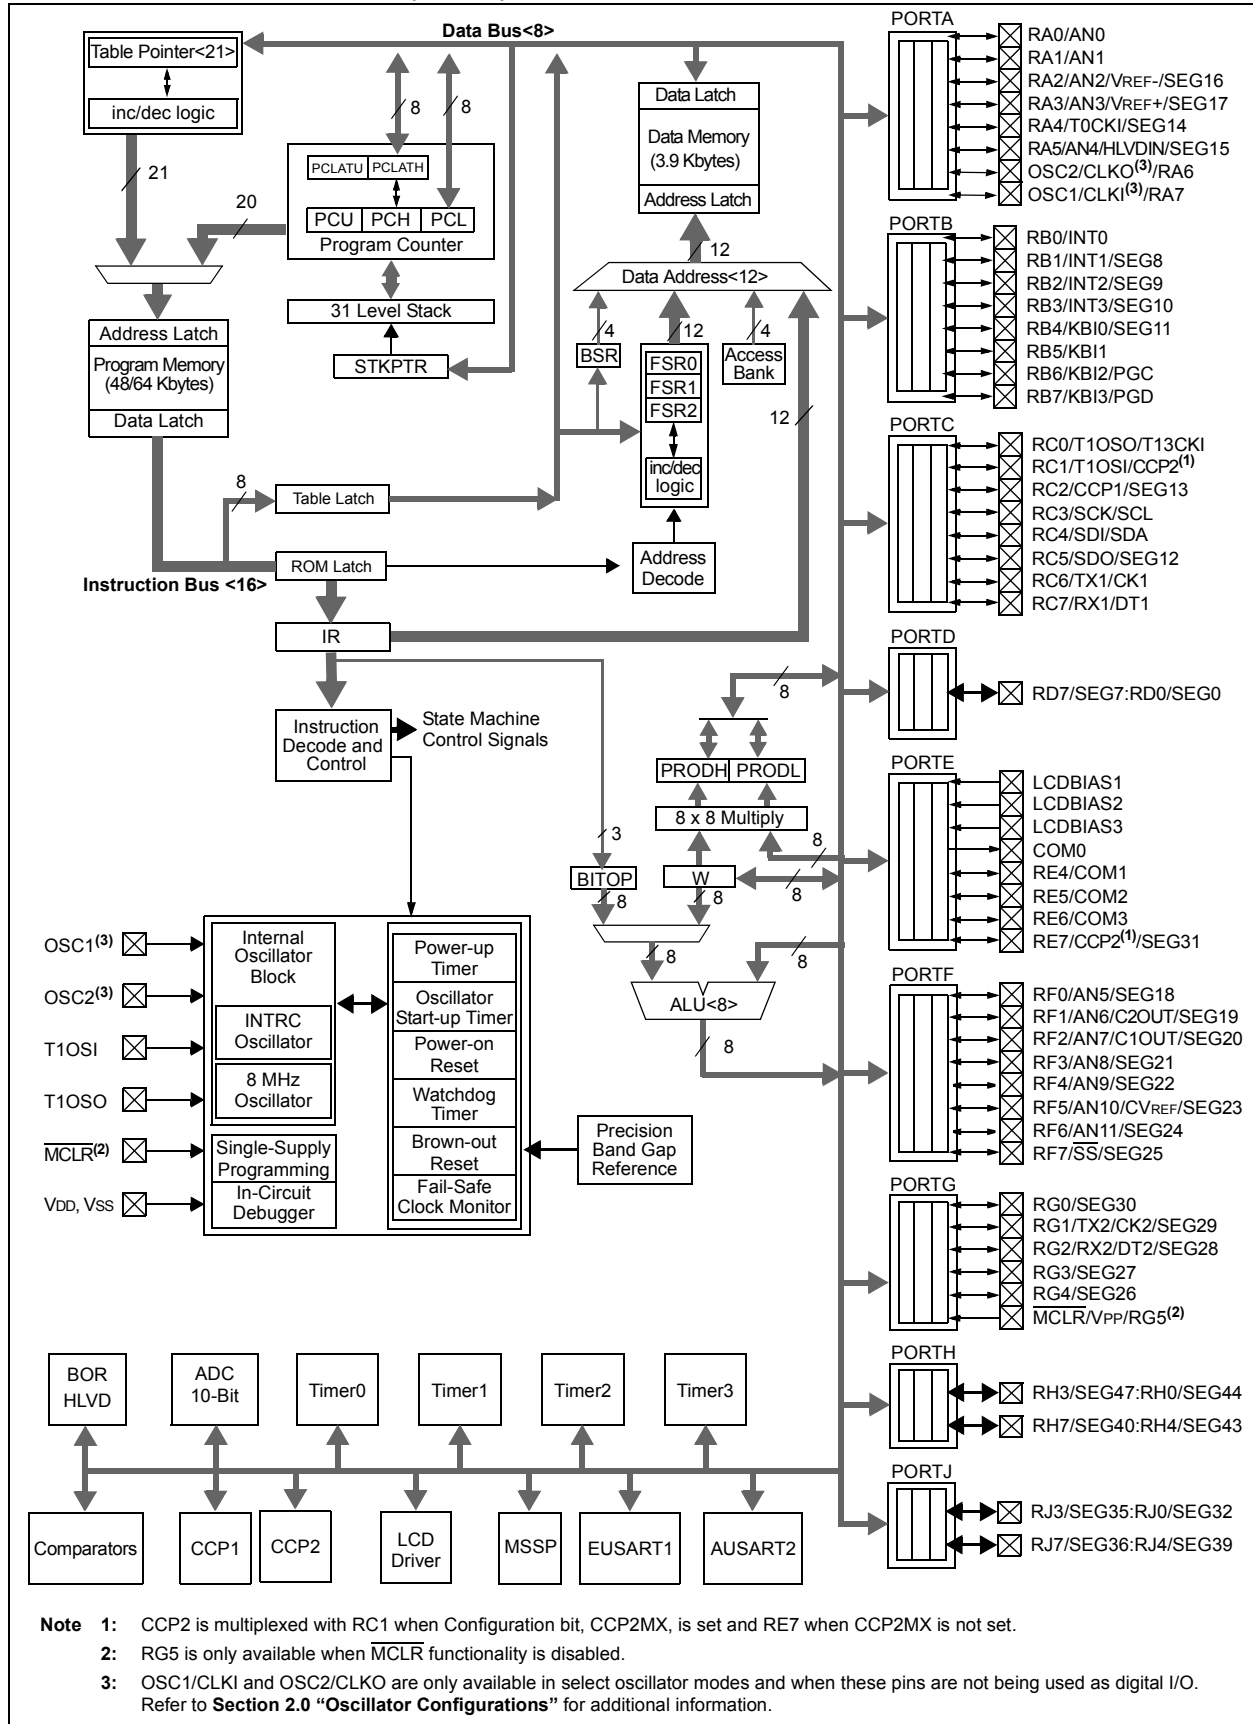 Data Bus<8>
Table Pointer<21>
inc/dec logic
21
20
8
8
PCLATU PCLATH
PCU PCH PCL
Program Counter
31 Level Stack
STKPTR
Address Latch
Program Memory
(48/64 Kbytes)
Data Latch
8
Table Latch
Instruction Bus <16>
ROM Latch
IR
Data Latch
Data Memory
(3.9 Kbytes)
Address Latch
12
Data Address<12>
4
12
4
BSR
FSR0
FSR1
FSR2
inc/dec
logic
Access
Bank
12
Address
Decode
Instruction
Decode and
Control
State Machine
Control Signals
8
PRODH PRODL
8 x 8 Multiply
3
BITOP
W
8
8
8
8
8
8
ALU<8>
8
OSC1(3)
OSC2(3)
T1OSI
T1OSO
MCLR(2)
VDD, VSS
Internal
Oscillator
Block
INTRC
Oscillator
8 MHz
Oscillator
Single-Supply
Programming
In-Circuit
Debugger
Power-up
Timer
Oscillator
Start-up Timer
Power-on
Reset
Watchdog
Timer
Brown-out
Reset
Fail-Safe
Clock Monitor
Precision
Band Gap
Reference
BOR
HLVD
ADC
10-Bit
Timer0
Timer1
Timer2
Timer3
Comparators
CCP1
CCP2
LCD
Driver
MSSP
EUSART1
AUSART2
PORTA
RA0/AN0
RA1/AN1
RA2/AN2/VREF-/SEG16
RA3/AN3/VREF+/SEG17
RA4/T0CKI/SEG14
RA5/AN4/HLVDIN/SEG15
OSC2/CLKO(3)/RA6
OSC1/CLKI(3)/RA7
PORTB
RB0/INT0
RB1/INT1/SEG8
RB2/INT2/SEG9
RB3/INT3/SEG10
RB4/KBI0/SEG11
RB5/KBI1
RB6/KBI2/PGC
RB7/KBI3/PGD
PORTC
RC0/T1OSO/T13CKI
RC1/T1OSI/CCP2(1)
RC2/CCP1/SEG13
RC3/SCK/SCL
RC4/SDI/SDA
RC5/SDO/SEG12
RC6/TX1/CK1
RC7/RX1/DT1
PORTD
RD7/SEG7:RD0/SEG0
PORTE
LCDBIAS1
LCDBIAS2
LCDBIAS3
COM0
RE4/COM1
RE5/COM2
RE6/COM3
RE7/CCP2(1)/SEG31
PORTF
RF0/AN5/SEG18
RF1/AN6/C2OUT/SEG19
RF2/AN7/C1OUT/SEG20
RF3/AN8/SEG21
RF4/AN9/SEG22
RF5/AN10/CVREF/SEG23
RF6/AN11/SEG24
RF7/SS/SEG25
PORTG
RG0/SEG30
RG1/TX2/CK2/SEG29
RG2/RX2/DT2/SEG28
RG3/SEG27
RG4/SEG26
MCLR/VPP/RG5(2)
PORTH
RH3/SEG47:RH0/SEG44
RH7/SEG40:RH4/SEG43
PORTJ
RJ3/SEG35:RJ0/SEG32
RJ7/SEG36:RJ4/SEG39
Note 1: CCP2 is multiplexed with RC1 when Configuration bit, CCP2MX, is set and RE7 when CCP2MX is not set.
2: RG5 is only available when MCLR functionality is disabled.
3: OSC1/CLKI and OSC2/CLKO are only available in select oscillator modes and when these pins are not being used as digital I/O.
Refer to Section 2.0 “Oscillator Configurations” for additional information.